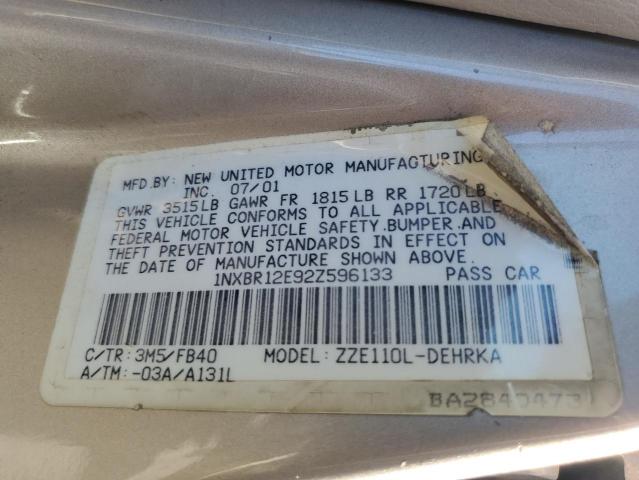 MFD.BY: NEW UNITED MOTOR MANUFACTURING
INC. 07/01
GVWR 3515LB GAWR FR 1815LB RR 1720LB
THIS VEHICLE CONFORMS TO ALL APPLICABLE
FEDERAL MOTOR VEHICLE SAFETY.BUMPER.AND
THEFT PREVENTION STANDARDS IN EFFECT ON
THE DATE OF MANUFACTURE SHOWN ABOVE.
1NXBR12E92Z596133 PASS CAR
C/TR: 3M5/FB40 MODEL: ZZE110L-DEHRKA
A/TM: -03A/A131L
BA2840473